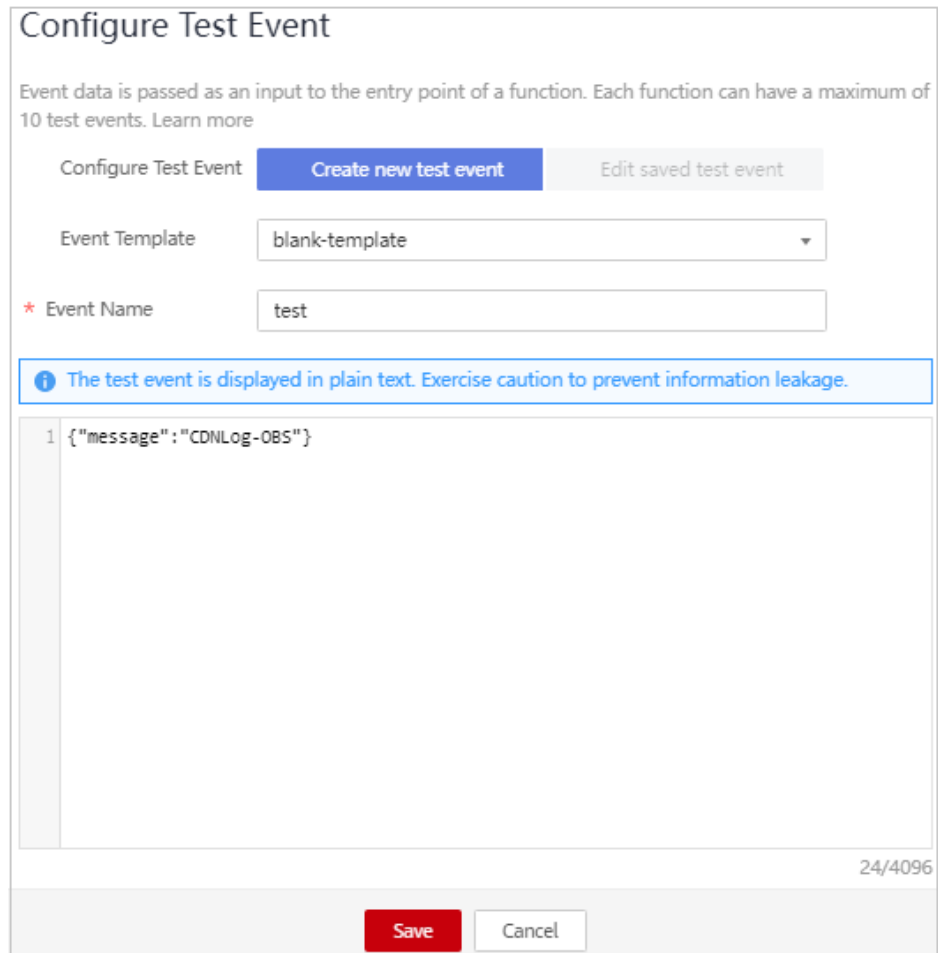 Configure Test Event
Event data is passed as an input to the entry point of a function. Each function can have a maximum of
10 test events. Learn more
Configure Test Event Create new test event Edit saved test event
Event Template blank-template
* Event Name test
The test event is displayed in plain text. Exercise caution to prevent information leakage.
1 {"message":"CDNLog-OBS"}
24/4096
Save Cancel